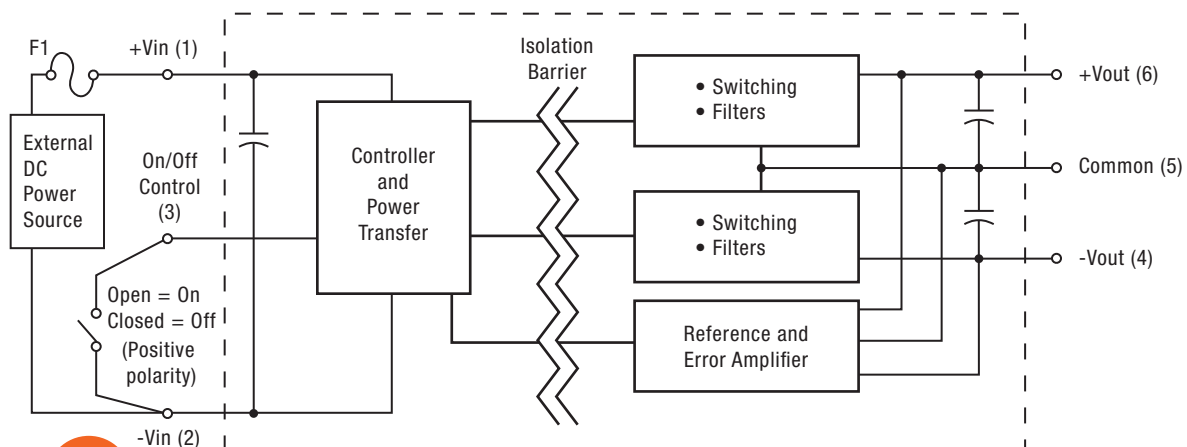 F1
+Vin (1)
External
DC
Power
Source
On/Off
Control
(3)
Open = On
Closed = Off
(Positive
polarity)
-Vin (2)
Controller
and
Power
Transfer
Isolation
Barrier
• Switching
• Filters
• Switching
• Filters
Reference and
Error Amplifier
+Vout (6)
Common (5)
-Vout (4)